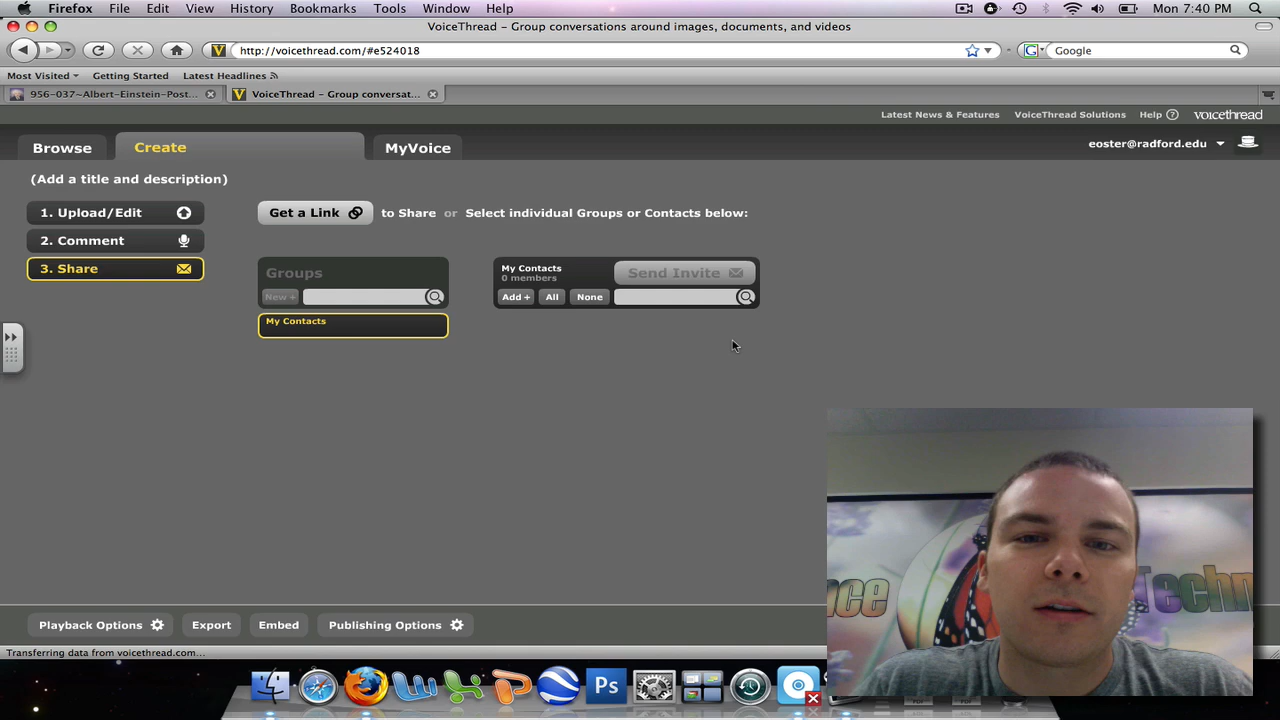 Firefox File Edit View History Bookmarks Tools Window Help Mon 7:40 PM
VoiceThread - Group conversations around images, documents, and videos
http://voicethread.com/#e524018 Google
Most Visited Getting Started Latest Headlines
956-037~Albert-Einstein-Post... VoiceThread - Group conversat...
Latest News & Features VoiceThread Solutions Help ? voicethread
Browse Create MyVoice eoster@radford.edu
(Add a title and description)
1. Upload/Edit Get a Link to Share or Select individual Groups or Contacts below:
2. Comment
3. Share
Groups My Contacts Send Invite
0 members
New + Add + All None
My Contacts
Playback Options Export Embed Publishing Options
Transferring data from voicethread.com...
Ps